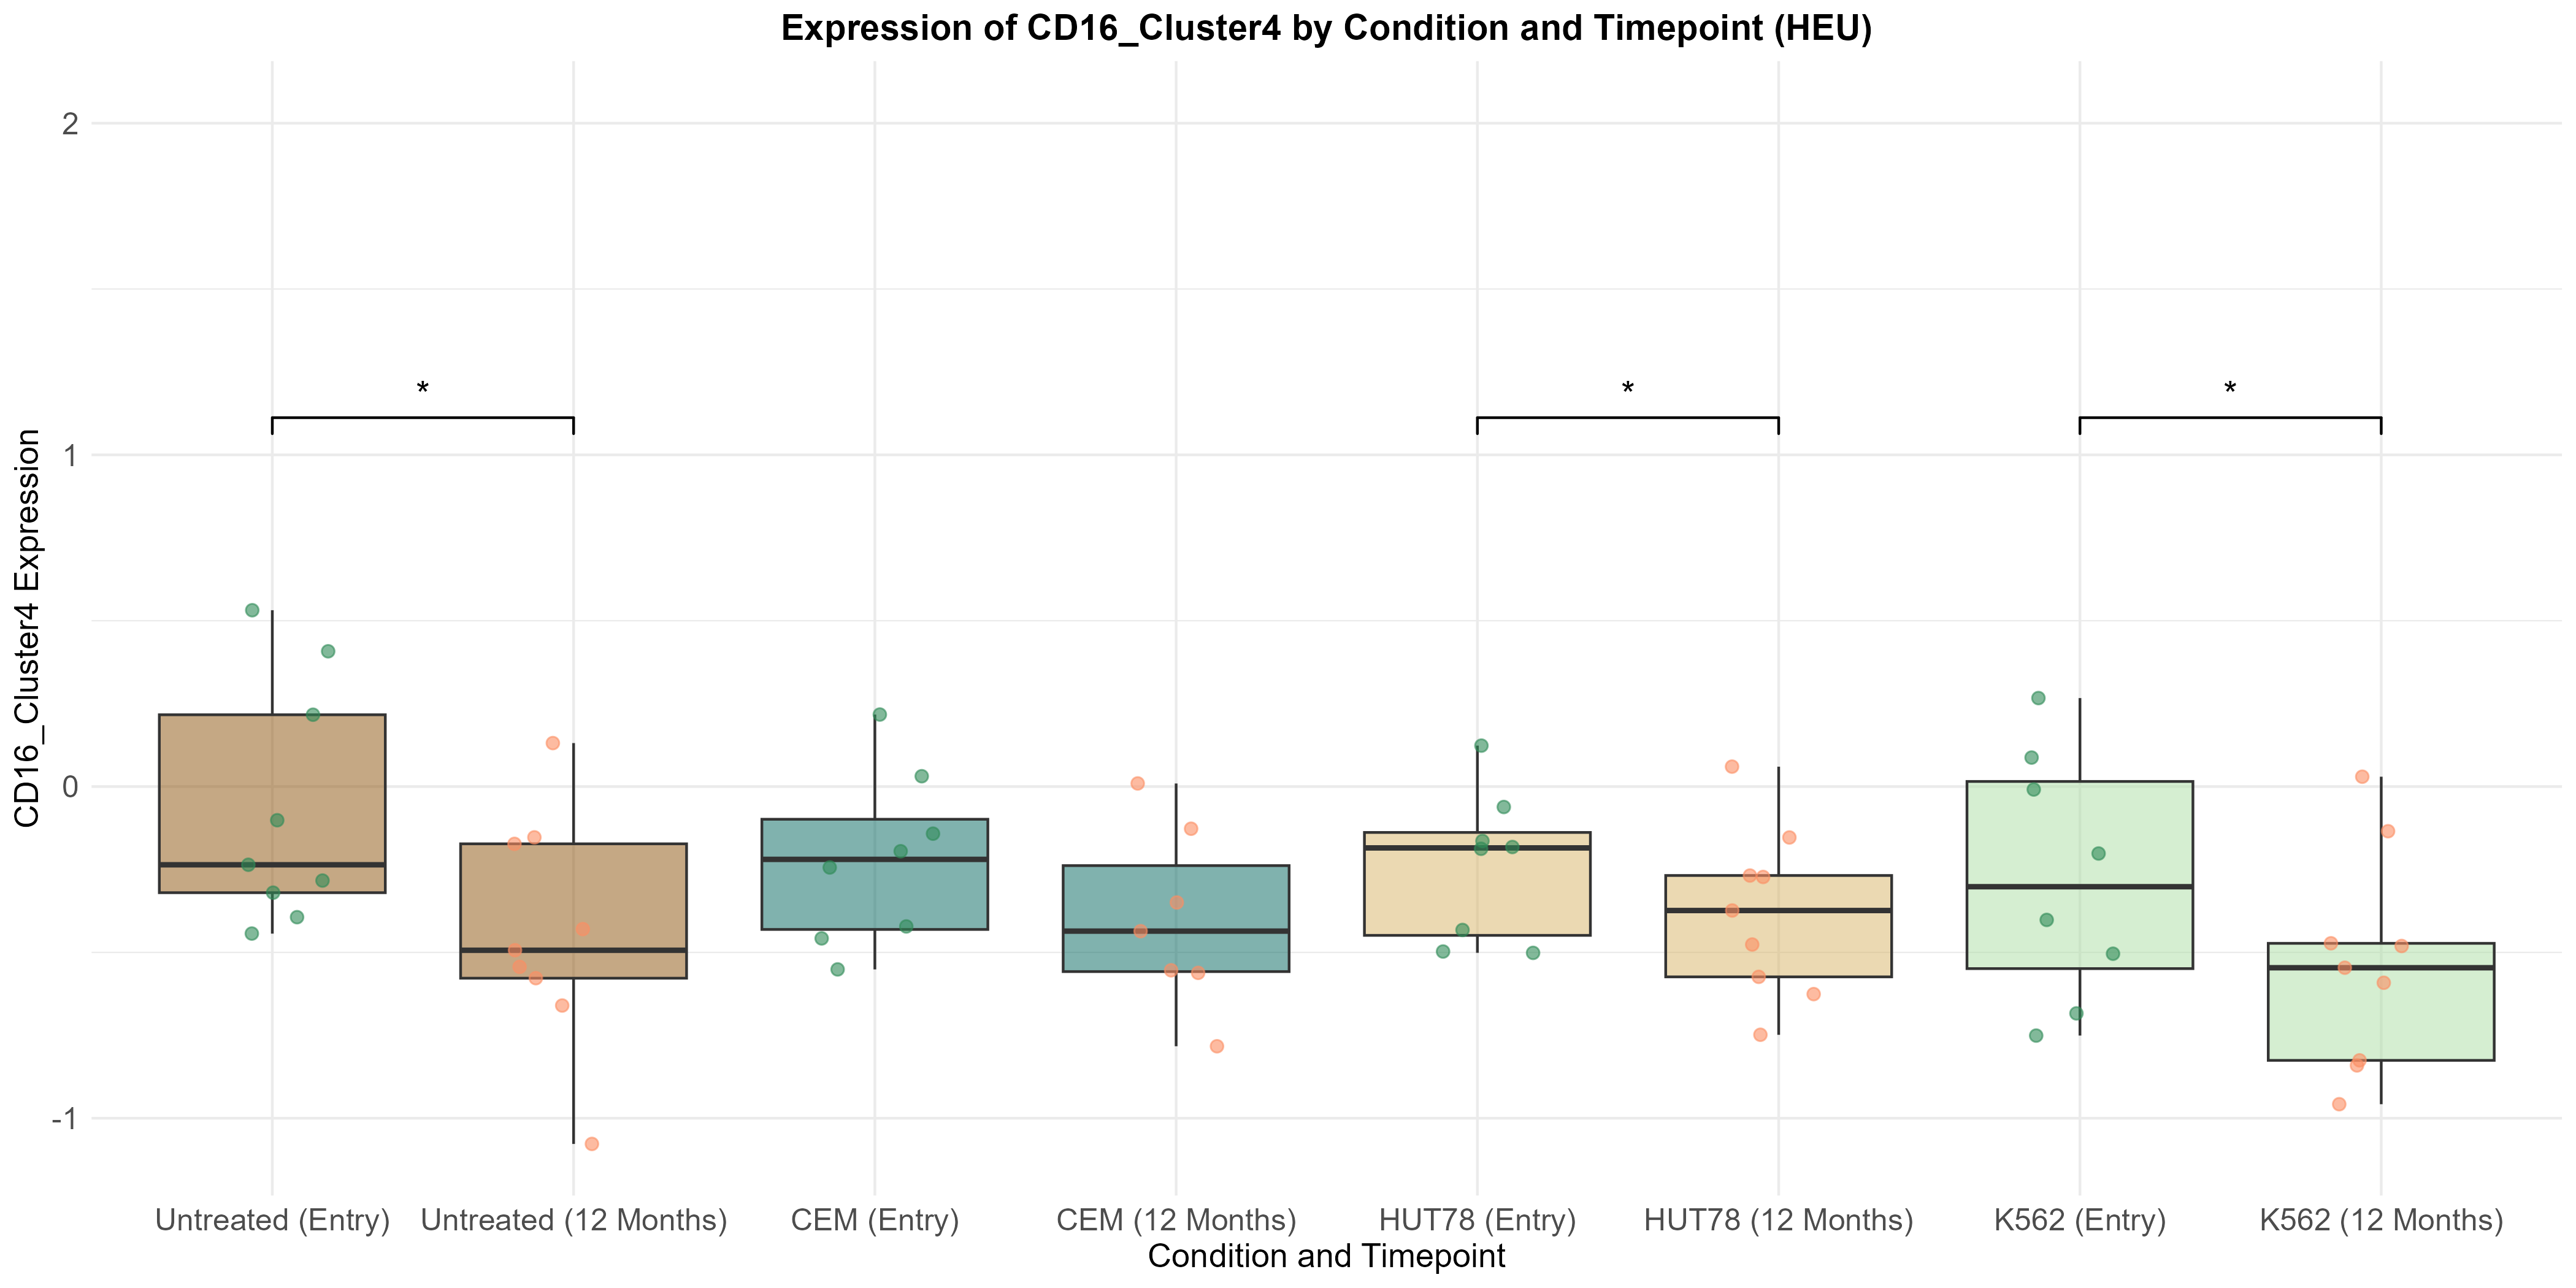 Expression of CD16_Cluster4 by Condition and Timepoint (HEU)
CD16_Cluster4 Expression
2
1
0
-1
*
*
*
Untreated (Entry)
Untreated (12 Months)
CEM (Entry)
CEM (12 Months)
HUT78 (Entry)
HUT78 (12 Months)
K562 (Entry)
K562 (12 Months)
Condition and Timepoint